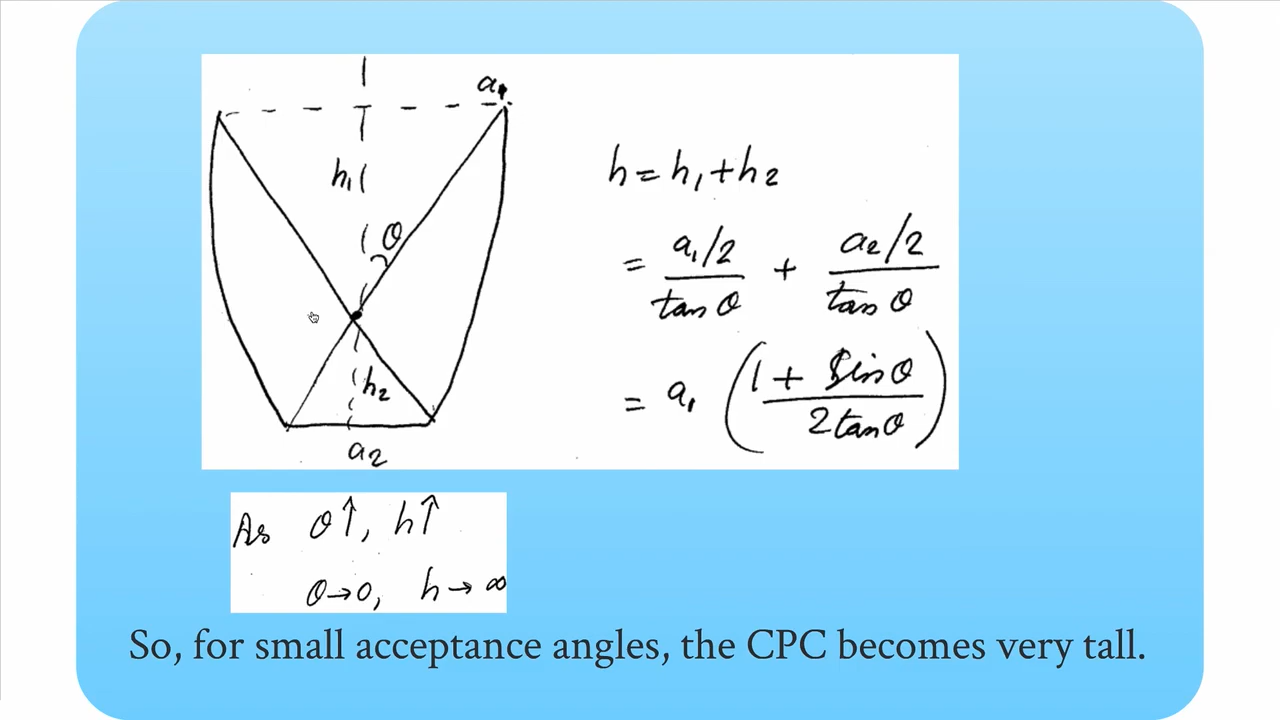 a₁
h₁
θ
h₂
a₂
h = h₁ + h₂
= a₁/2 / tan θ + a₂/2 / tan θ
= a₁ (1 + Sin θ / 2 tan θ)
As θ↑, h↑
θ→0, h→∞
So, for small acceptance angles, the CPC becomes very tall.